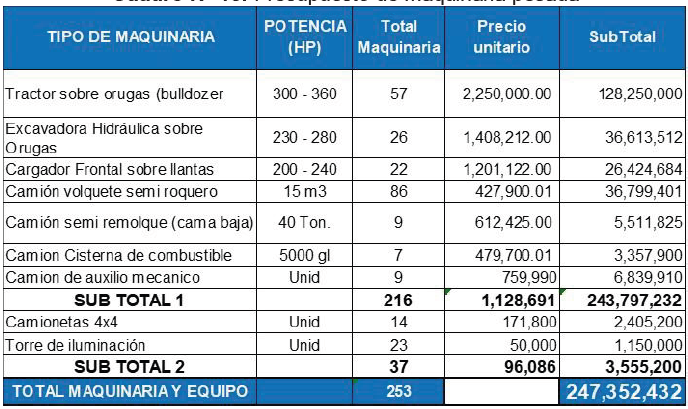 TIPO DE MAQUINARIA POTENCIA (HP) Total Maquinaria Precio unitario SubTotal
Tractor sobre orugas (bulldozer 300 - 360 57 2,250,000.00 128,250,000
Excavadora Hidráulica sobre Orugas 230 - 280 26 1,408,212.00 36,613,512
Cargador Frontal sobre llantas 200 - 240 22 1,201,122.00 26,424,684
Camión volquete semi roquero 15 m3 86 427,900.01 36,799,401
Camión semi remolque (cama baja) 40 Ton. 9 612,425.00 5,511,825
Camion Cisterna de combustible 5000 gl 7 479,700.01 3,357,900
Camion de auxilio mecanico Unid 9 759,990 6,839,910
SUB TOTAL 1 216 1,128,691 243,797,232
Camionetas 4x4 Unid 14 171,800 2,405,200
Torre de iluminación Unid 23 50,000 1,150,000
SUB TOTAL 2 37 96,086 3,555,200
TOTAL MAQUINARIA Y EQUIPO 253 247,352,432